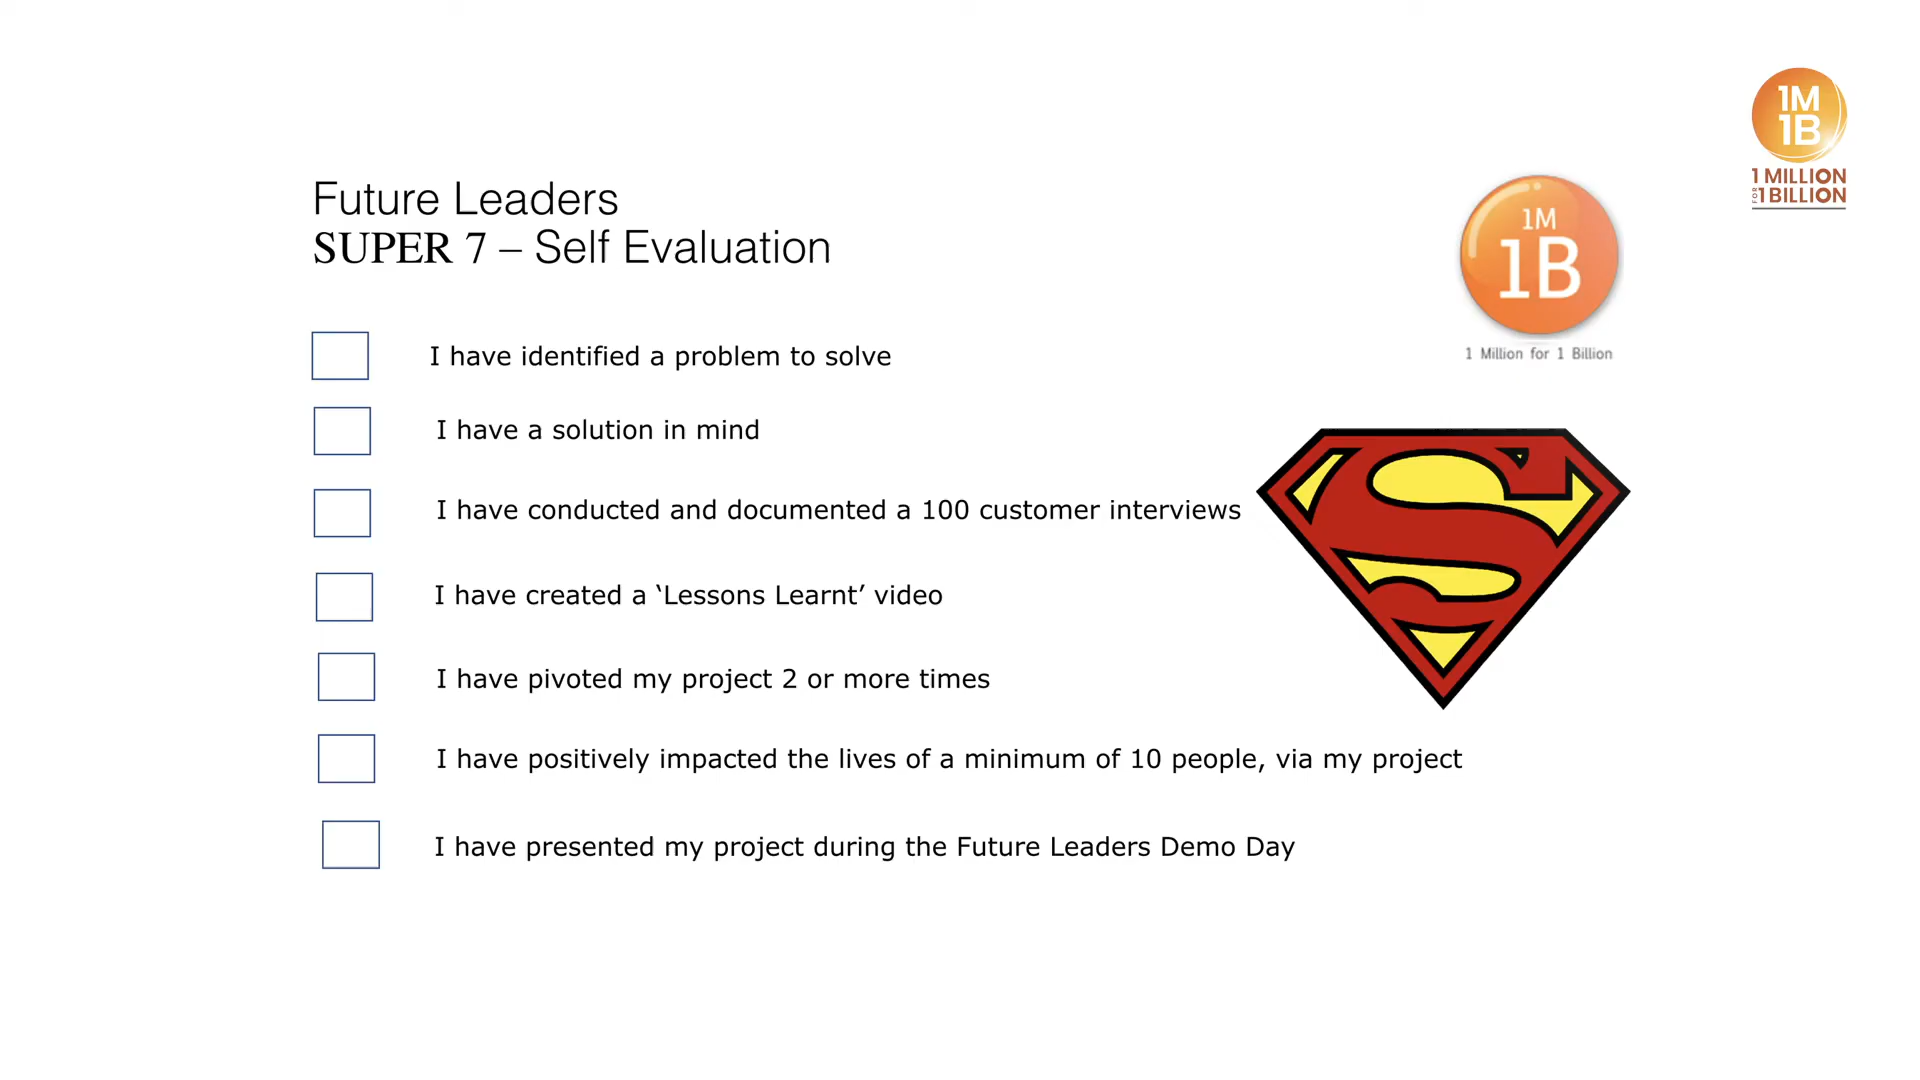 1M
1B
1 MILLION
FOR 1 BILLION
Future Leaders
SUPER 7 – Self Evaluation
1M
1B
1 Million for 1 Billion
I have identified a problem to solve
I have a solution in mind
I have conducted and documented a 100 customer interviews
I have created a ‘Lessons Learnt’ video
I have pivoted my project 2 or more times
I have positively impacted the lives of a minimum of 10 people, via my project
I have presented my project during the Future Leaders Demo Day
S